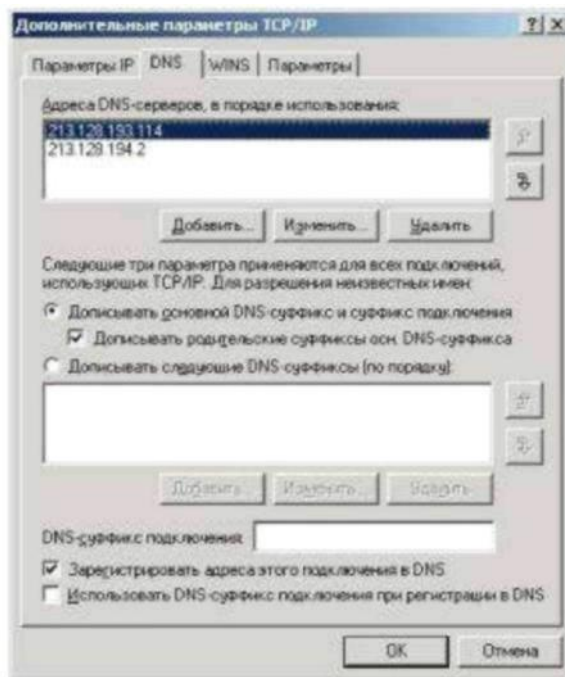 Дополнительные параметры TCP/IP
Параметры IP DNS WINS Параметры
Адреса DNS-серверов, в порядке использования:
213.128.193.114
213.128.194.2
Добавить... Изменить... Удалить
Следующие три параметра применяются для всех подключений,
использующих TCP/IP. Для разрешения неизвестных имен:
Дописывать основной DNS-суффикс и суффикс подключения
Дописывать родительские суффиксы осн. DNS-суффикса
Дописывать следующие DNS-суффиксы (по порядку):
Добавить... Изменить... Удалить
DNS-суффикс подключения:
Зарегистрировать адреса этого подключения в DNS
Использовать DNS-суффикс подключения при регистрации в DNS
OK Отмена